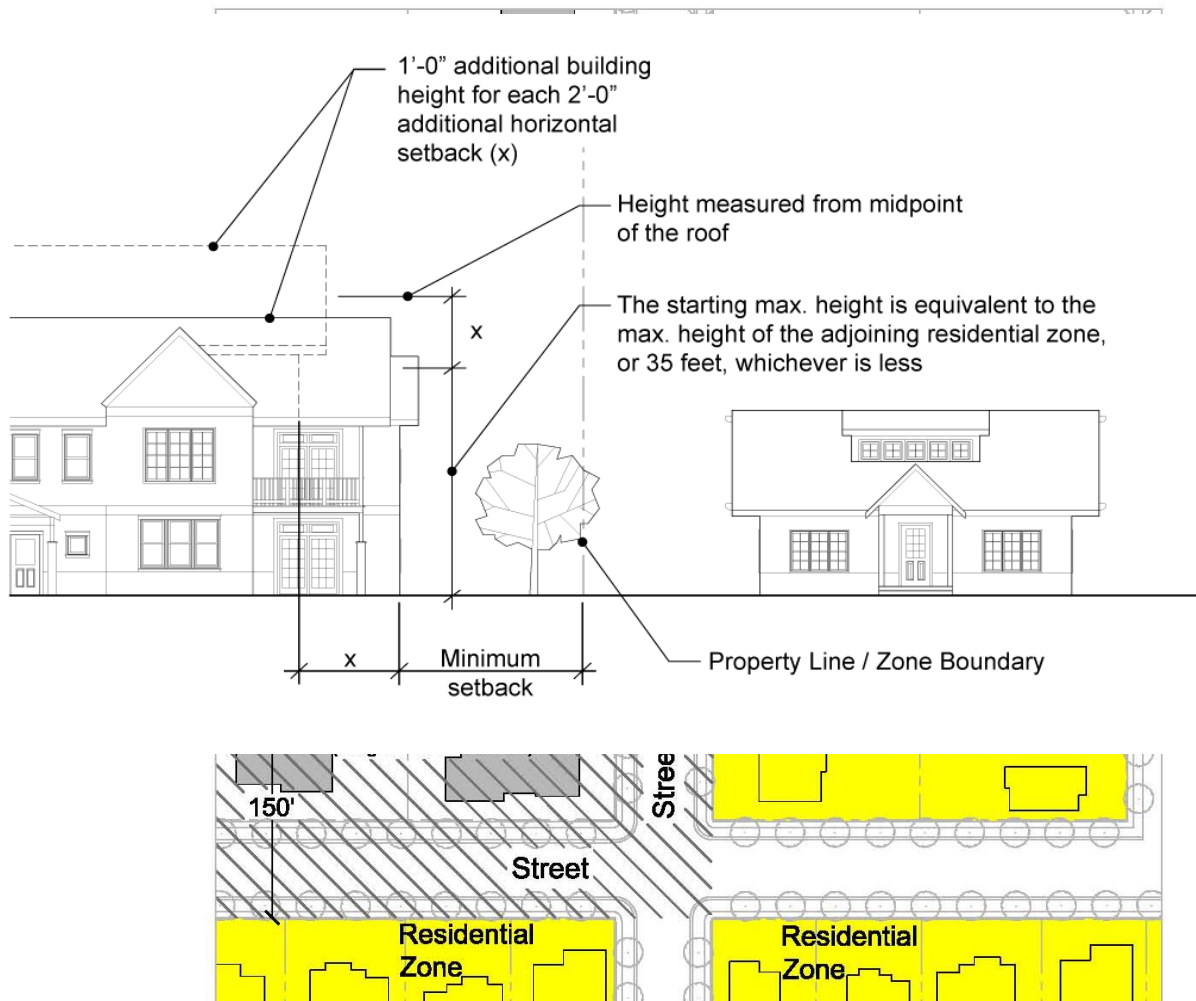 1’-0” additional building
height for each 2’-0”
additional horizontal
setback (x)
Height measured from midpoint
of the roof
The starting max. height is equivalent to the
max. height of the adjoining residential zone,
or 35 feet, whichever is less
x
x
Minimum
setback
Property Line / Zone Boundary
150'
Street
Residential
Zone
Residential
Zone